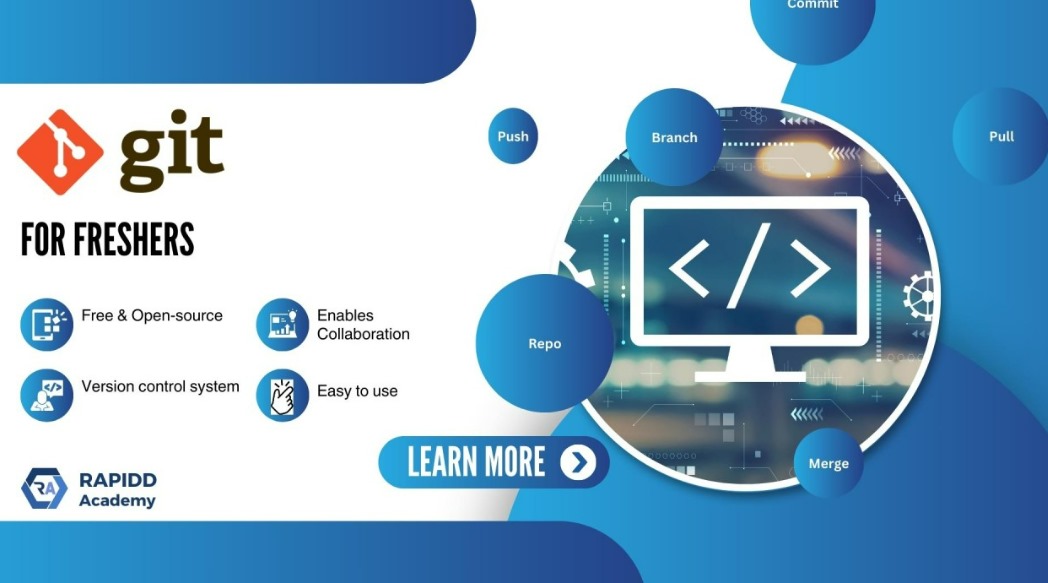 Commit
git
Push
Branch
Pull
FOR FRESHERS
Free & Open-source
Enables
Collaboration
Repo
Version control system
Easy to use
LEARN MORE
Merge
RA
RAPIDD
Academy